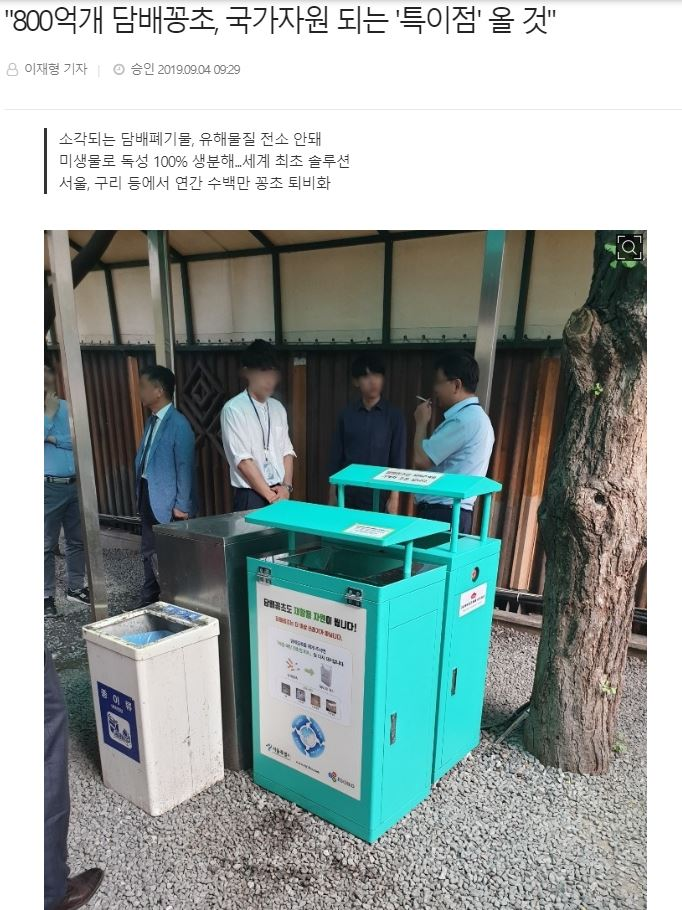 "800억개 담배꽁초, 국가자원 되는 '특이점' 올 것"
이재형 기자 | 승인 2019.09.04 09:29
소각되는 담배폐기물, 유해물질 전소 안돼
미생물로 독성 100% 생분해...세계 최초 솔루션
서울, 구리 등에서 연간 수백만 꽁초 퇴비화
담배꽁초도 재활용 자원이 됩니다!
종이류